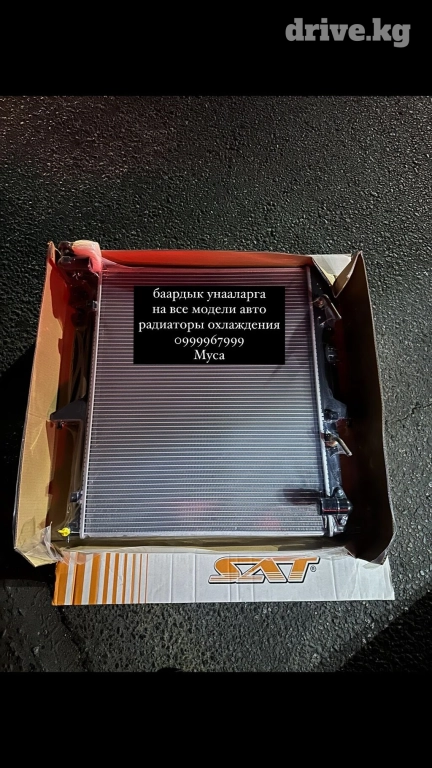 drive.kg
баардык унааларга
на все модели авто
радиаторы охлаждения
0999967999
Муса
SAT®